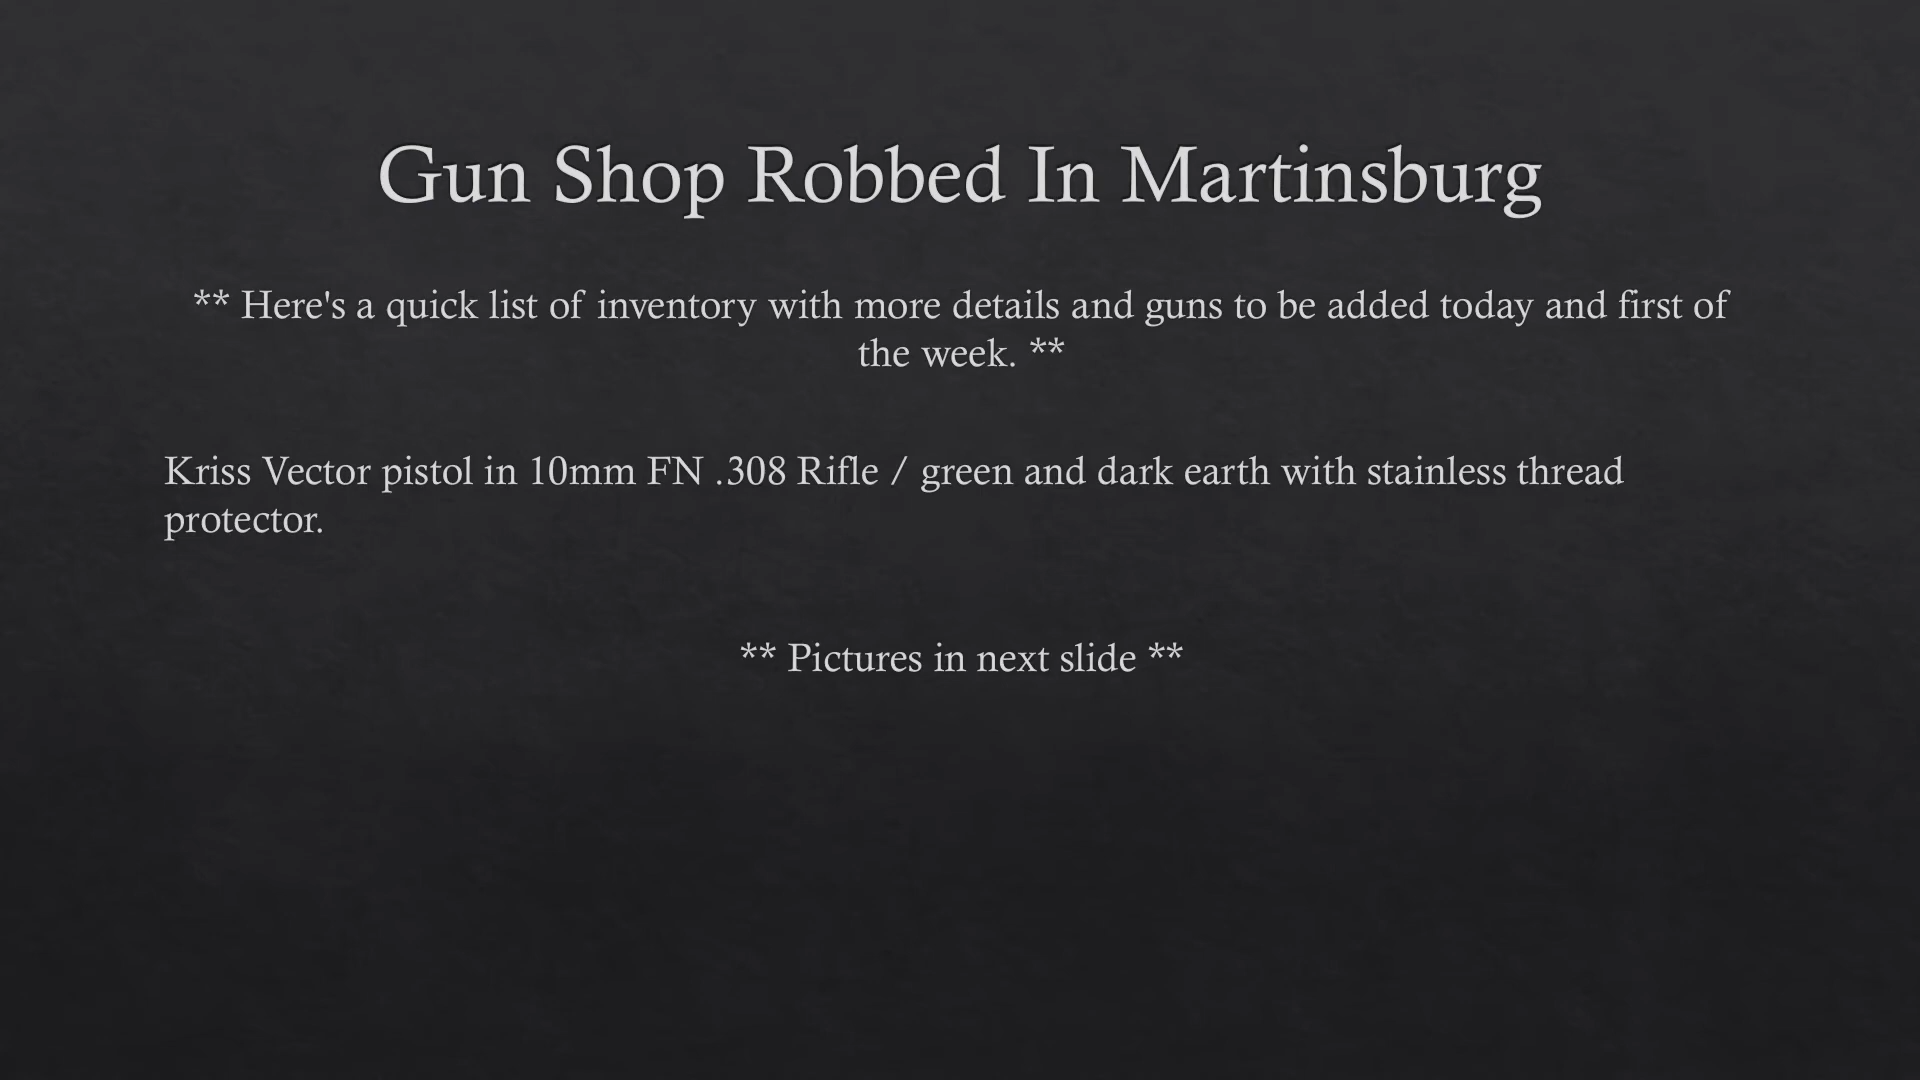 Gun Shop Robbed In Martinsburg
** Here's a quick list of inventory with more details and guns to be added today and first of
the week. **
Kriss Vector pistol in 10mm FN .308 Rifle / green and dark earth with stainless thread
protector.
** Pictures in next slide **